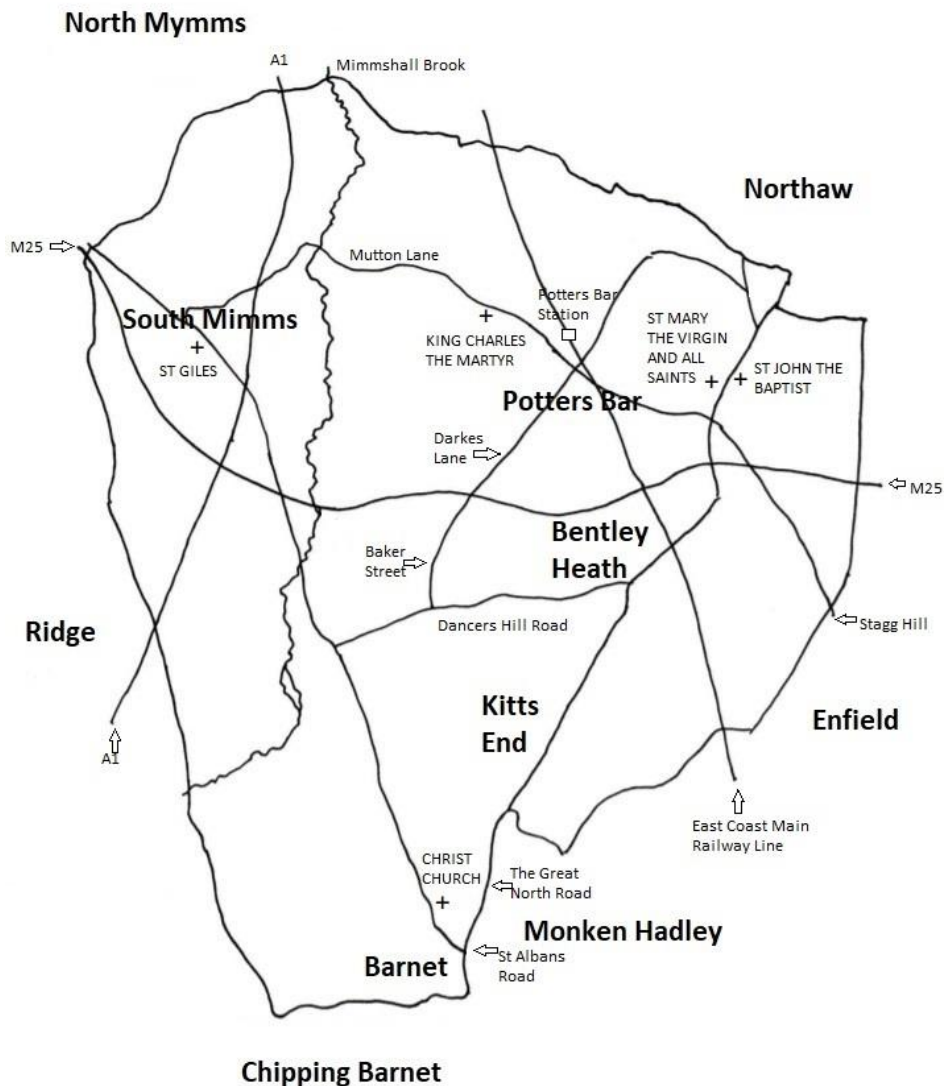 North Mymms
A1
Mimmshall Brook
Northaw
M25
Mutton Lane
South Mimms
ST GILES
KING CHARLES
THE MARTYR
Potters Bar
Station
ST MARY
THE VIRGIN
AND ALL
SAINTS
ST JOHN THE
BAPTIST
Potters Bar
Darkes
Lane
M25
Bentley
Heath
Baker
Street
Dancers Hill Road
Stagg Hill
Ridge
Kitts
End
Enfield
A1
East Coast Main
Railway Line
CHRIST
CHURCH
The Great
North Road
Monken Hadley
St Albans
Road
Barnet
Chipping Barnet